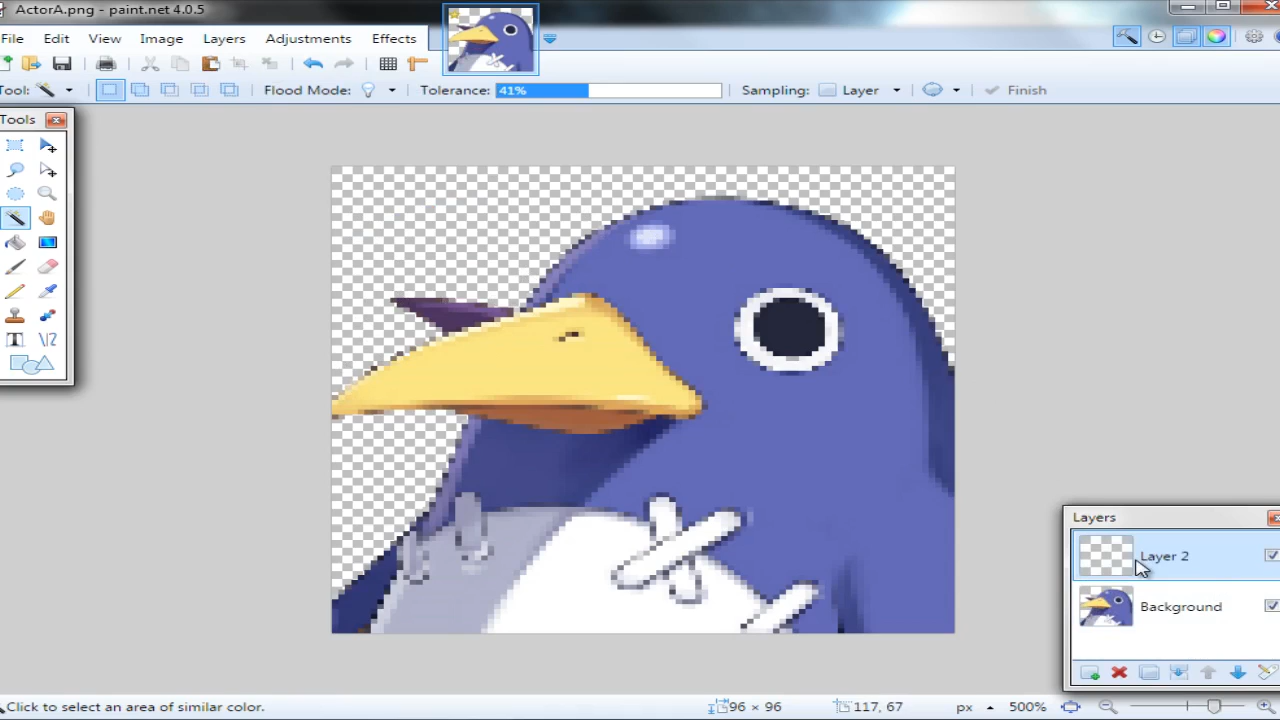 ActorA.png - paint.net 4.0.5
File Edit View Image Layers Adjustments Effects
Tool: Flood Mode: Tolerance: 41% Sampling: Layer Finish
Tools
Layers
Layer 2
Background
Click to select an area of similar color. 96 × 96 117, 67 px 500%